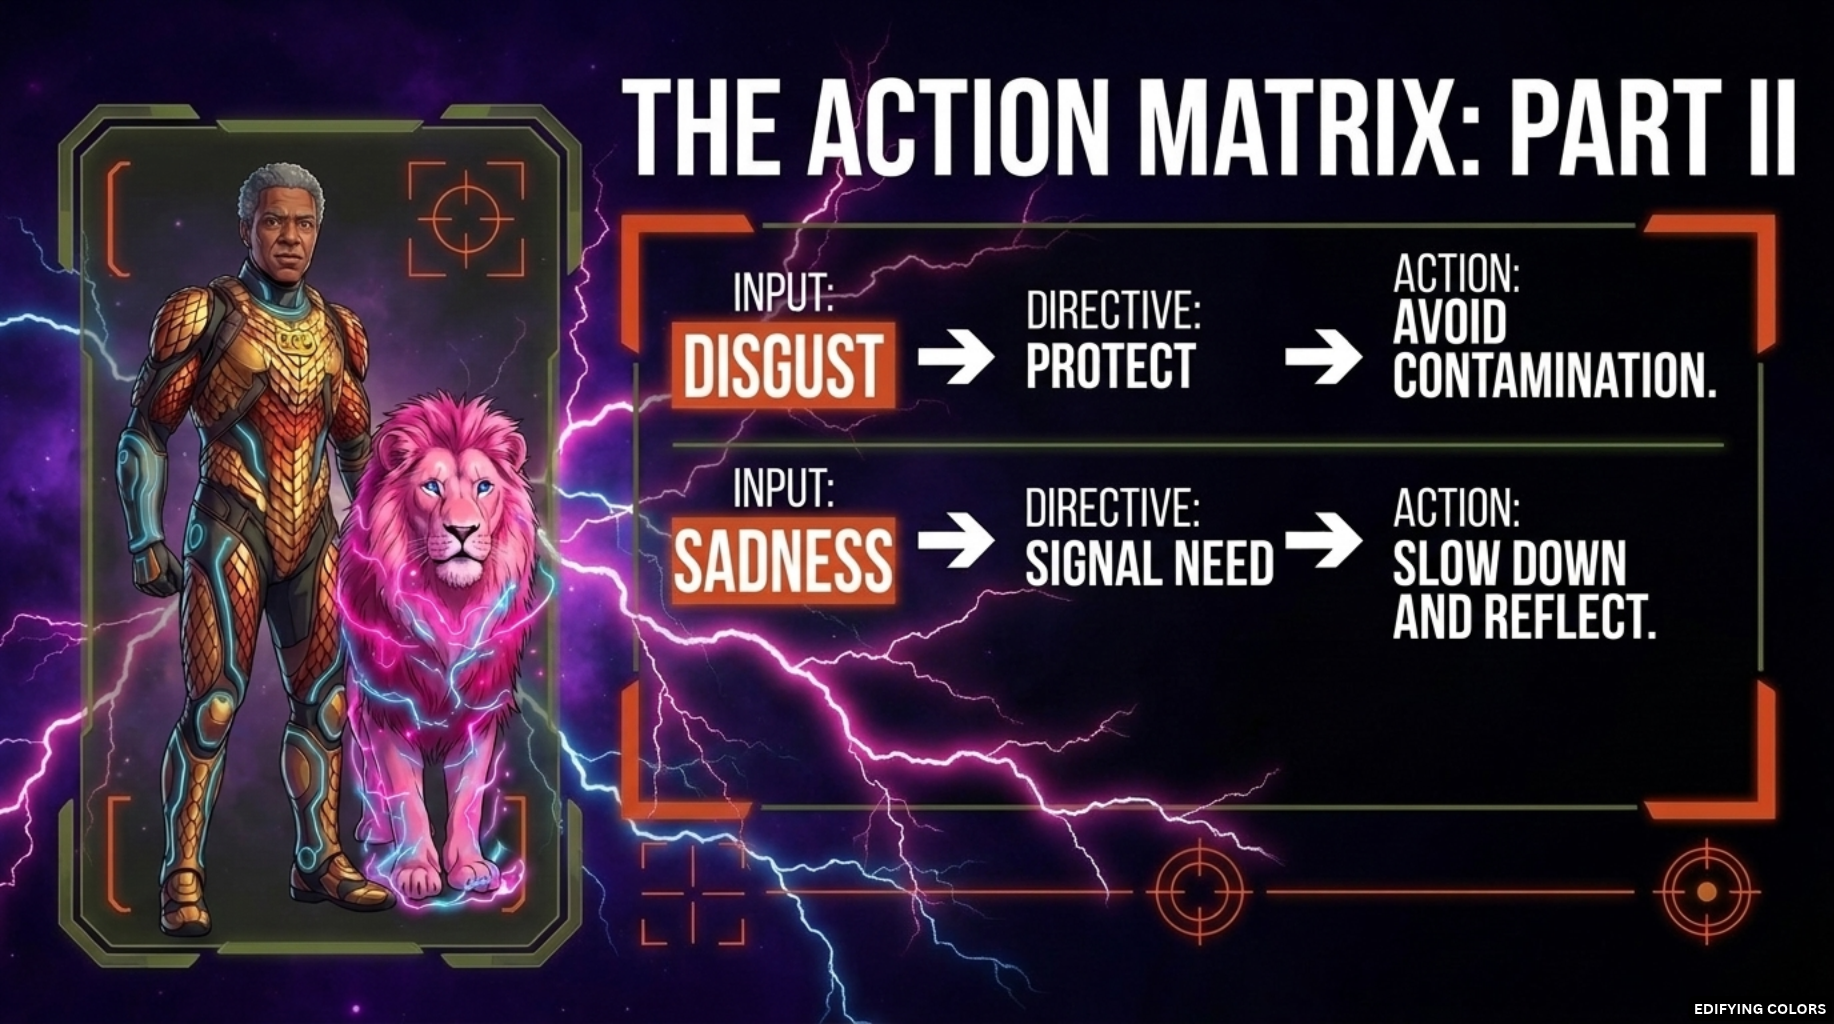 THE ACTION MATRIX: PART II
INPUT:
DISGUST
DIRECTIVE:
PROTECT
ACTION:
AVOID
CONTAMINATION.
INPUT:
SADNESS
DIRECTIVE:
SIGNAL NEED
ACTION:
SLOW DOWN
AND REFLECT.
EDIFYING COLORS